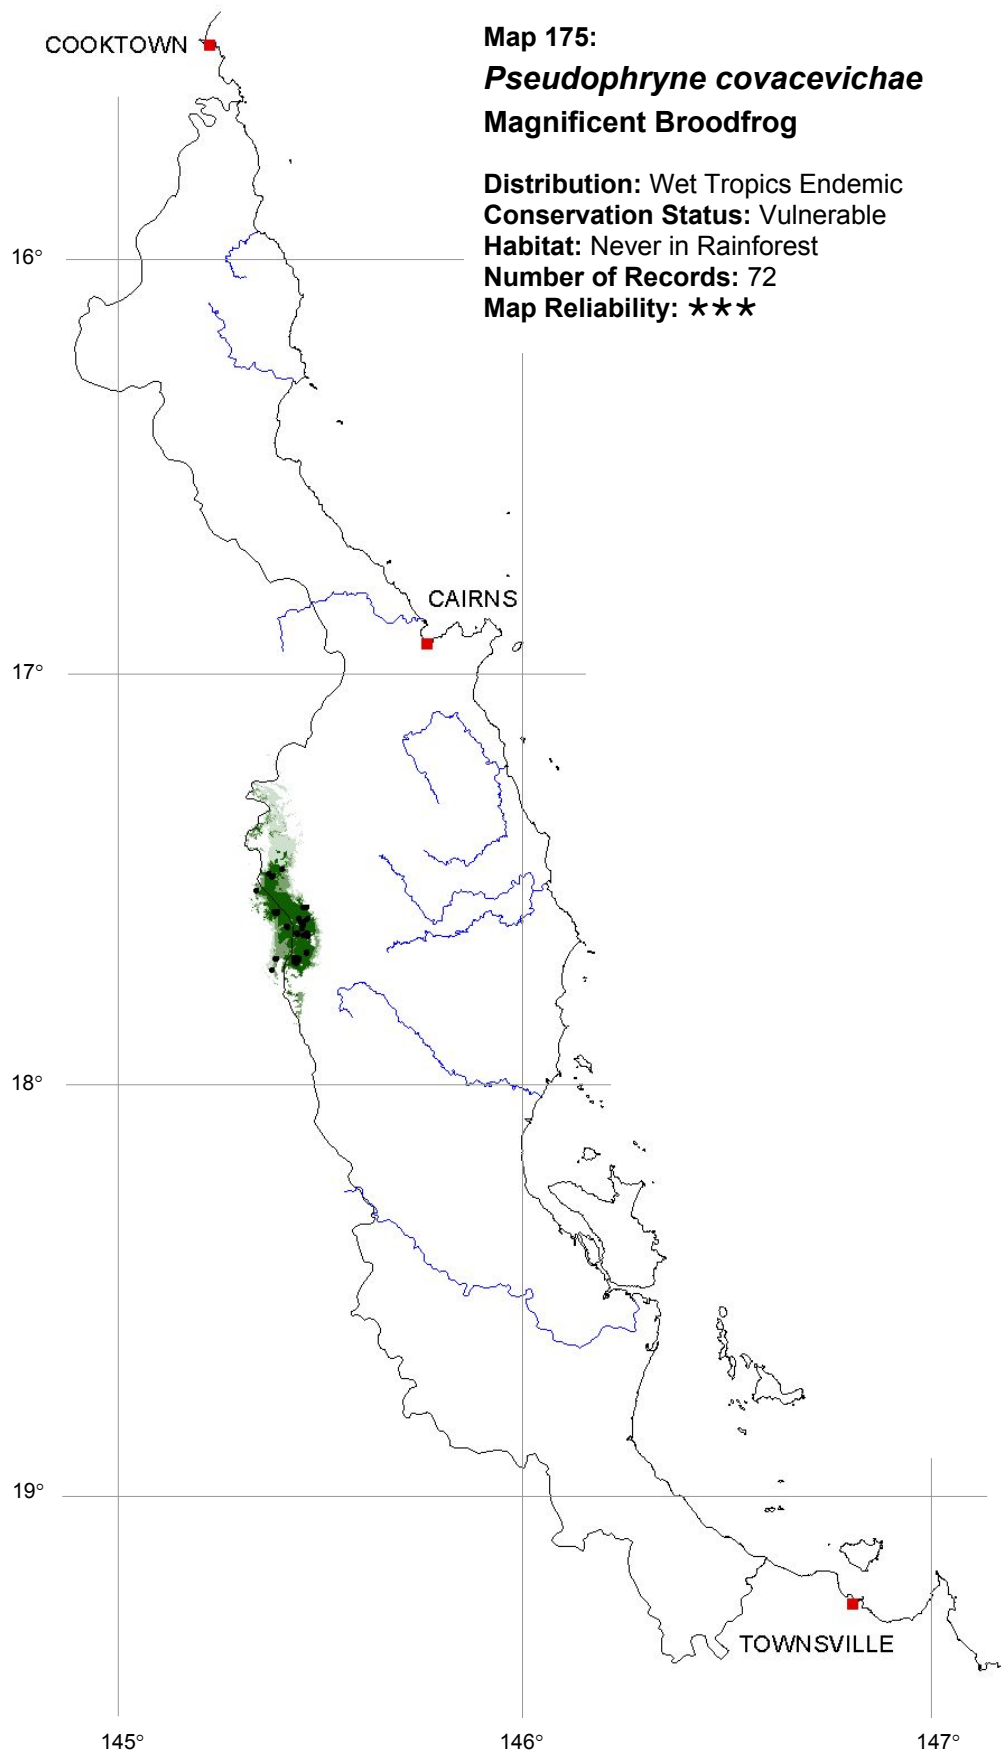 Map 175:
Pseudophryne covacevichae
Magnificent Broodfrog
Distribution: Wet Tropics Endemic
Conservation Status: Vulnerable
Habitat: Never in Rainforest
Number of Records: 72
Map Reliability: ***
COOKTOWN
16°
CAIRNS
17°
18°
19°
TOWNSVILLE
145°
146°
147°